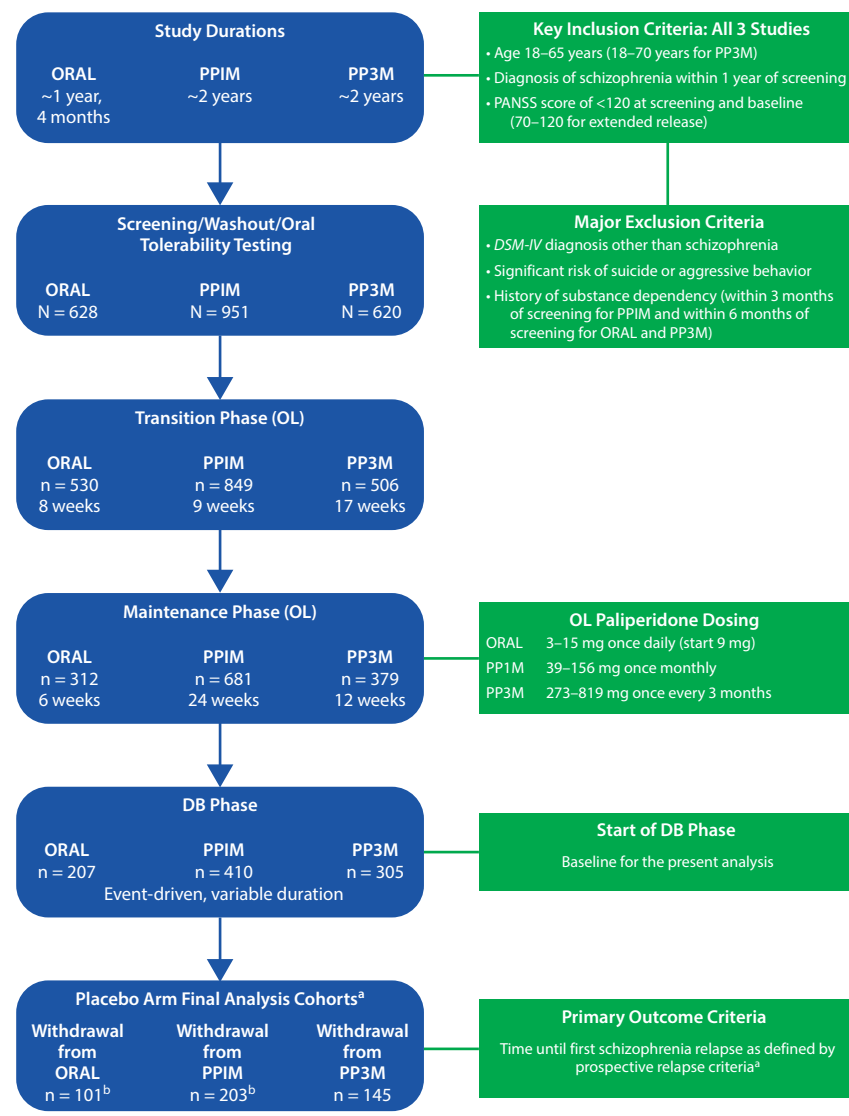 Study Durations
ORAL PPIM PP3M
~1 year, ~2 years ~2 years
4 months
Key Inclusion Criteria: All 3 Studies
• Age 18–65 years (18–70 years for PP3M)
• Diagnosis of schizophrenia within 1 year of screening
• PANSS score of <120 at screening and baseline
(70–120 for extended release)
Screening/Washout/Oral
Tolerability Testing
ORAL PPIM PP3M
N = 628 N = 951 N = 620
Major Exclusion Criteria
• DSM-IV diagnosis other than schizophrenia
• Significant risk of suicide or aggressive behavior
• History of substance dependency (within 3 months
of screening for PPIM and within 6 months of
screening for ORAL and PP3M)
Transition Phase (OL)
ORAL PPIM PP3M
n = 530 n = 849 n = 506
8 weeks 9 weeks 17 weeks
Maintenance Phase (OL)
ORAL PPIM PP3M
n = 312 n = 681 n = 379
6 weeks 24 weeks 12 weeks
OL Paliperidone Dosing
ORAL 3–15 mg once daily (start 9 mg)
PP1M 39–156 mg once monthly
PP3M 273–819 mg once every 3 months
DB Phase
ORAL PPIM PP3M
n = 207 n = 410 n = 305
Event-driven, variable duration
Start of DB Phase
Baseline for the present analysis
Placebo Arm Final Analysis Cohortsᵃ
Withdrawal Withdrawal Withdrawal
from from from
ORAL PPIM PP3M
n = 101ᵇ n = 203ᵇ n = 145
Primary Outcome Criteria
Time until first schizophrenia relapse as defined by
prospective relapse criteriaᵃ